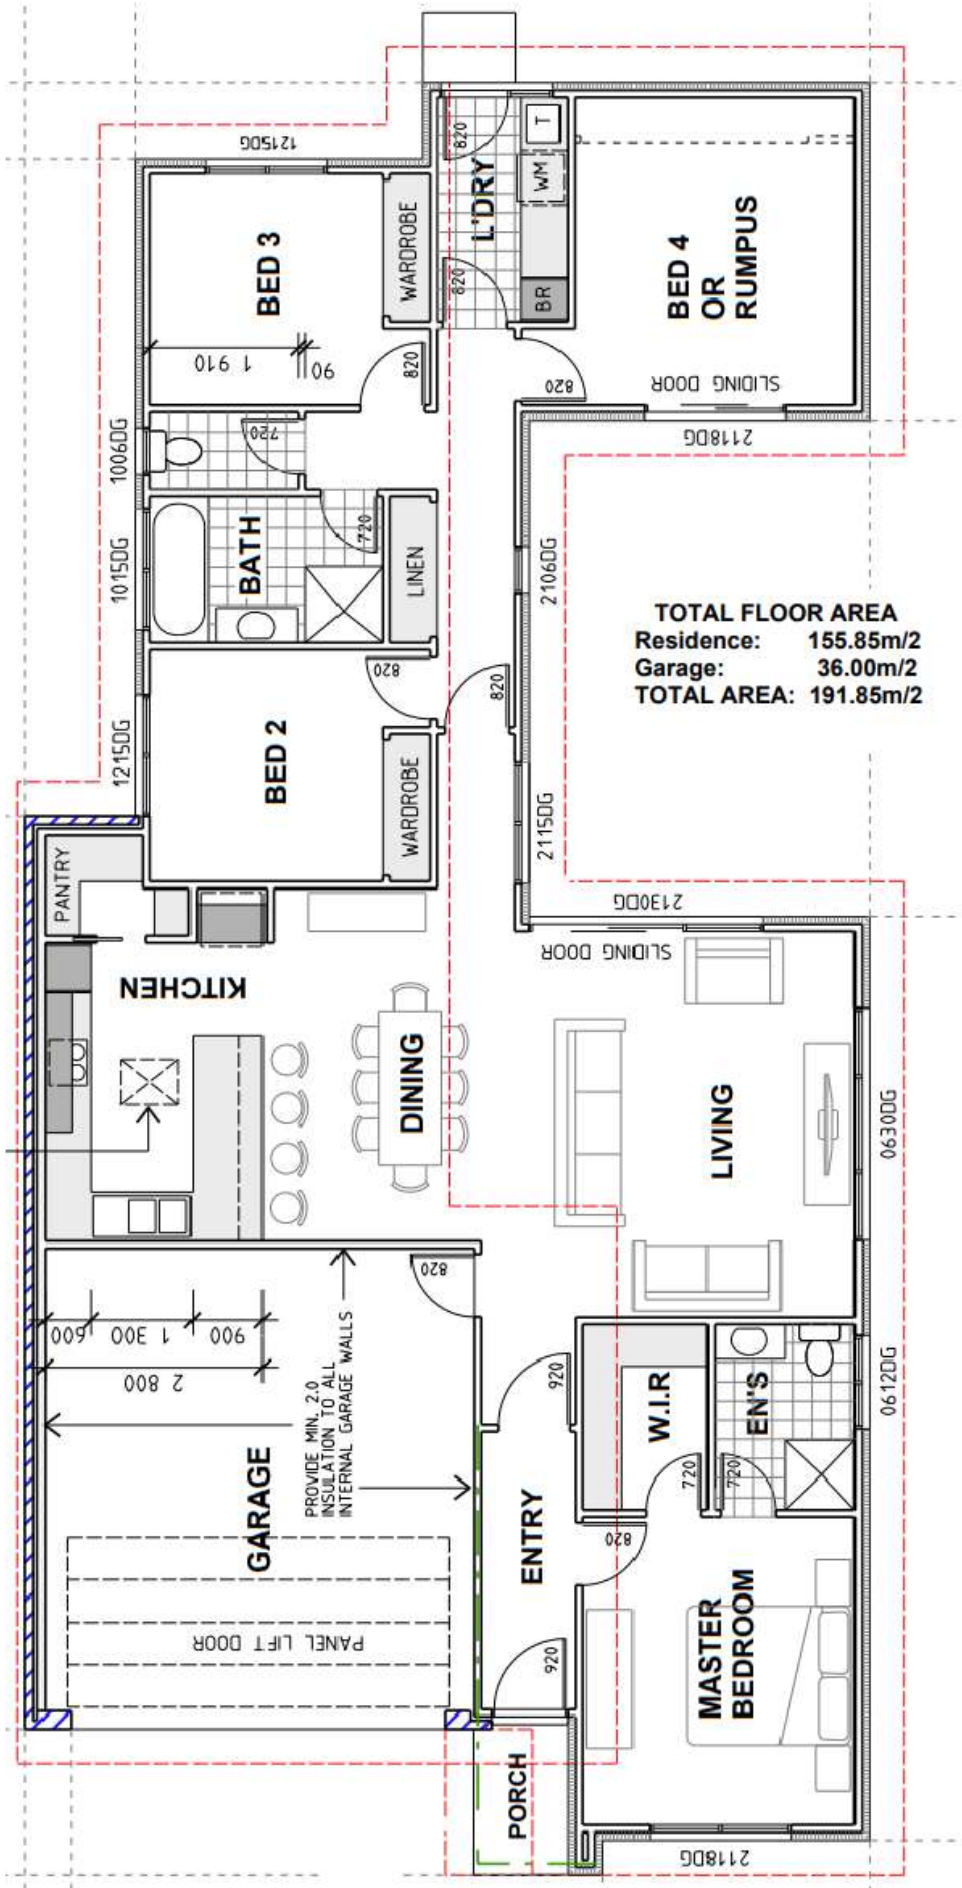 1215DG
820
T
L'DRY
WM
BED 3
WARDROBE
820
BR
BED 4
OR
RUMPUS
1 910
90
820
820
SLIDING DOOR
2118DG
1006DG
720
1015DG
BATH
720
LINEN
2106DG
TOTAL FLOOR AREA
Residence: 155.85m/2
Garage: 36.00m/2
TOTAL AREA: 191.85m/2
820
820
1215DG
BED 2
WARDROBE
2115DG
PANTRY
2130DG
SLIDING DOOR
KITCHEN
DINING
LIVING
0630DG
820
600
1 300
900
2 800
PROVIDE MIN. 2.0
INSULATION TO ALL
INTERNAL GARAGE WALLS
920
W.I.R
EN'S
0612DG
720
720
GARAGE
ENTRY
820
PANEL LIFT DOOR
920
MASTER
BEDROOM
PORCH
2118DG